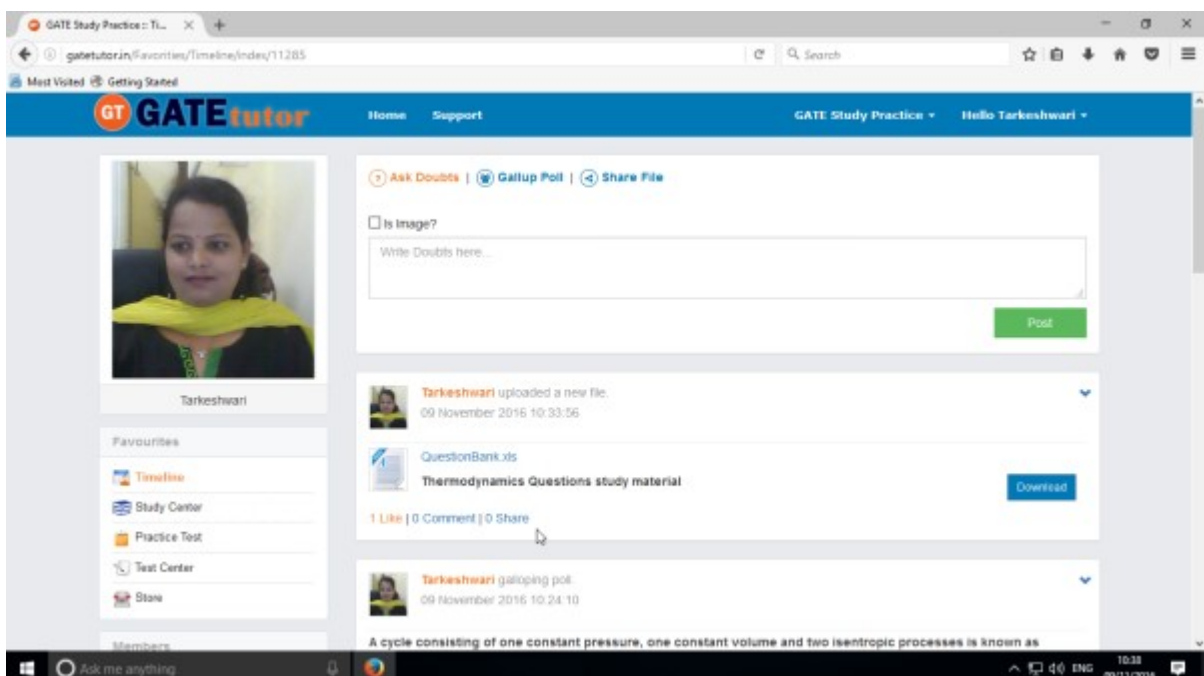 GATE Study Practice :: Ti...
gatetutor.in/Favorities/Timeline/index/11285
Search
Most Visited Getting Started
GT GATEtutor Home Support GATE Study Practice Hello Tarkeshwari
Ask Doubts | Gallup Poll | Share File
Is Image?
Write Doubts here...
Post
Tarkeshwari
Favourites
Timeline
Study Center
Practice Test
Test Center
Store
Members
Tarkeshwari uploaded a new file.
09 November 2016 10:33:56
QuestionBank.xls
Thermodynamics Questions study material
Download
1 Like | 0 Comment | 0 Share
Tarkeshwari galloping poll.
09 November 2016 10:24:10
A cycle consisting of one constant pressure, one constant volume and two isentropic processes is known as
Ask me anything
ENG
10:38
09/11/2016